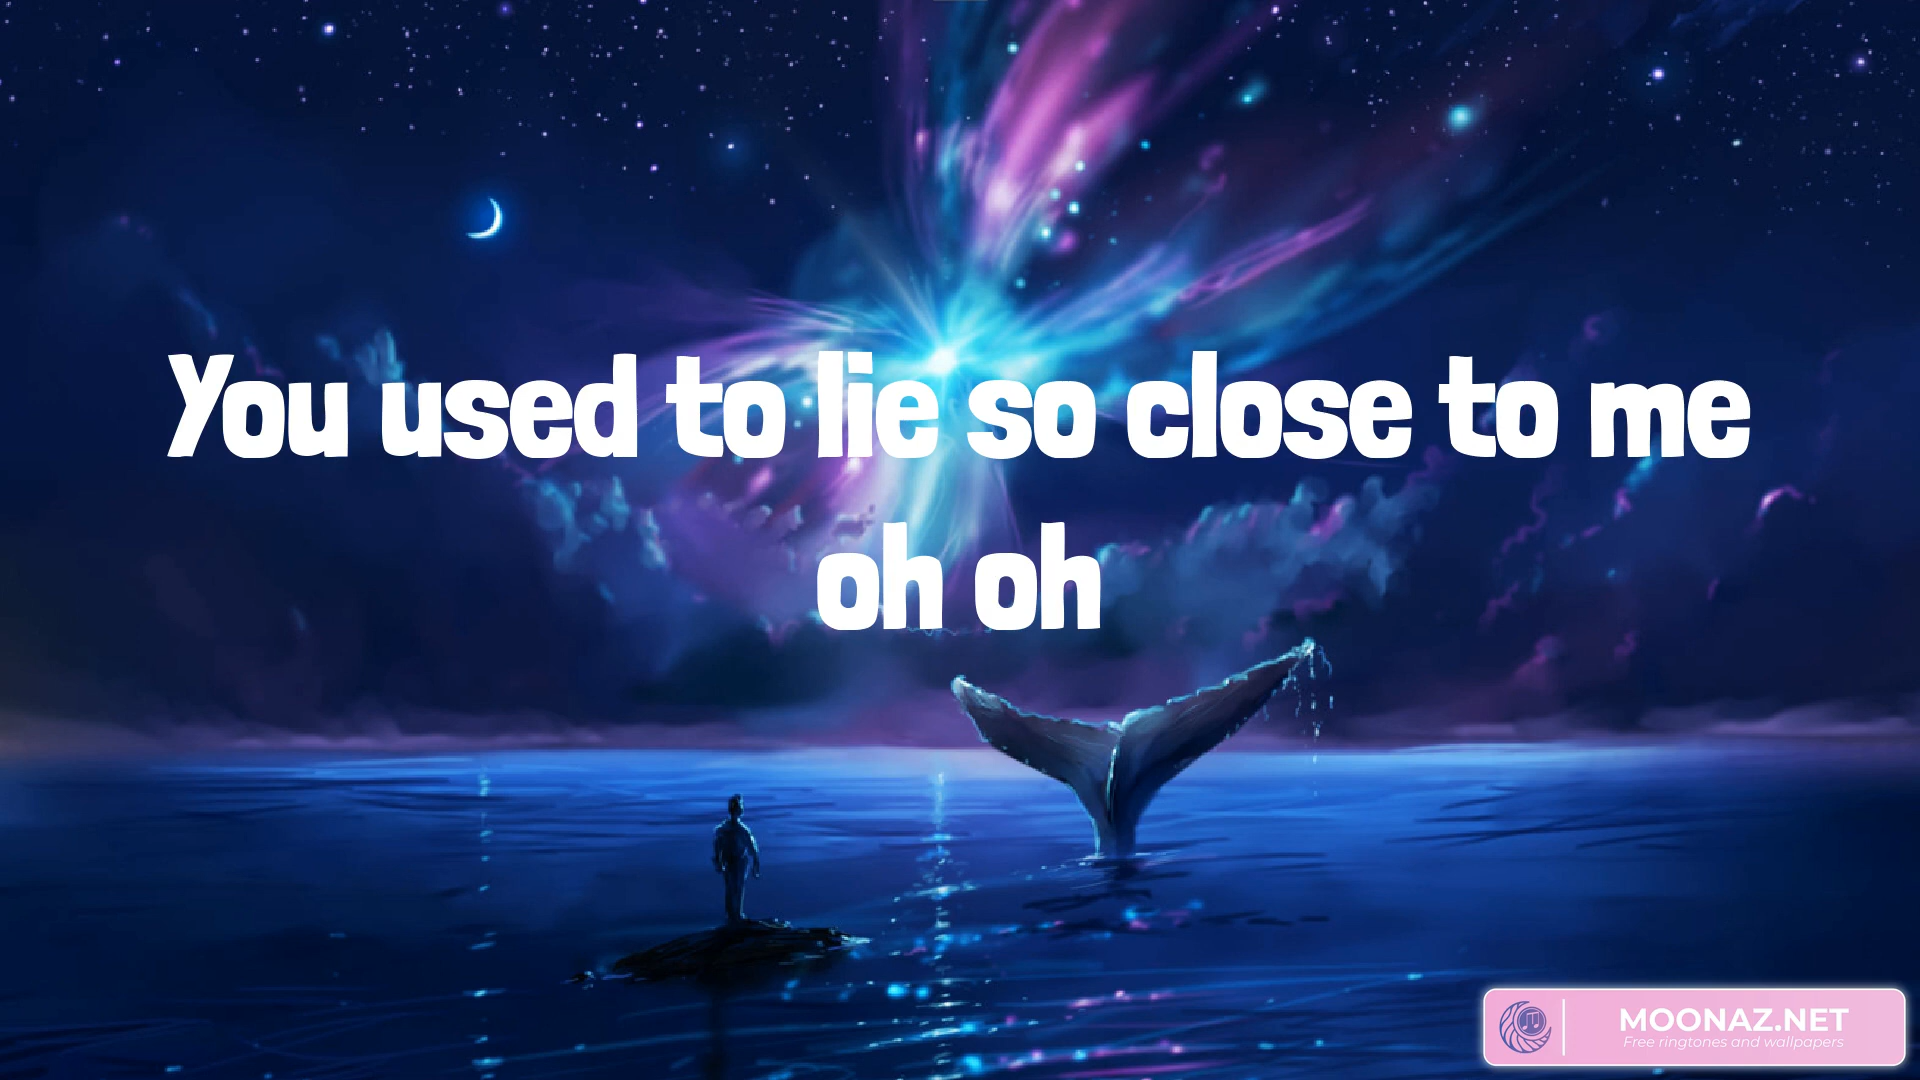 You used to lie so close to me
oh oh
MOONAZ.NET
Free ringtones and wallpapers